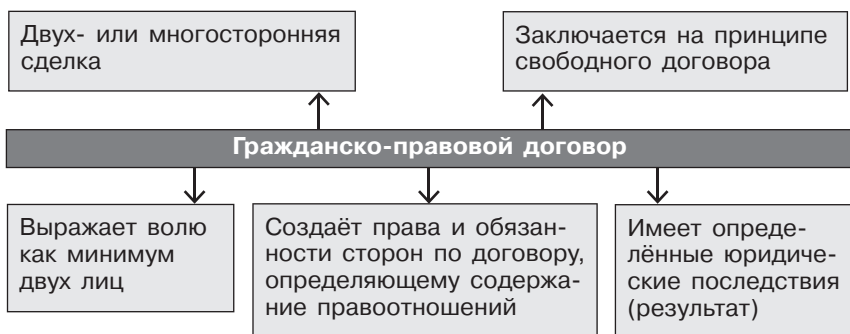 Двух- или многосторонняя
сделка
Заключается на принципе
свободного договора
Гражданско-правовой договор
Выражает волю
как минимум
двух лиц
Создаёт права и обязан-
ности сторон по договору,
определяющему содержа-
ние правоотношений
Имеет опреде-
лённые юридиче-
ские последствия
(результат)